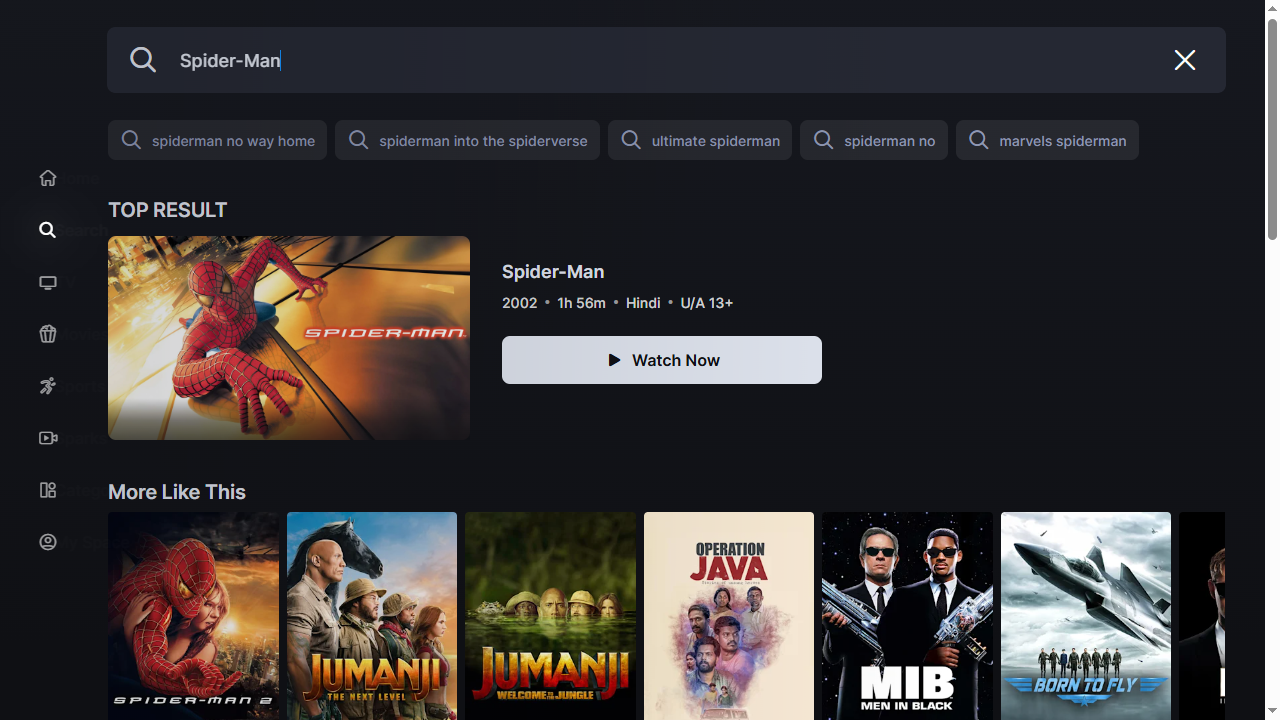 Spider-Man
spiderman no way home
spiderman into the spiderverse
ultimate spiderman
spiderman no
marvels spiderman
Search
TOP RESULT
SPIDER-MAN
Spider-Man
2002 • 1h 56m • Hindi • U/A 13+
Watch Now
More Like This
SPIDER-MAN 2
JUMANJI
THE NEXT LEVEL
JUMANJI
WELCOME TO THE JUNGLE
OPERATION
JAVA
MIB
MEN IN BLACK
BORN TO FLY